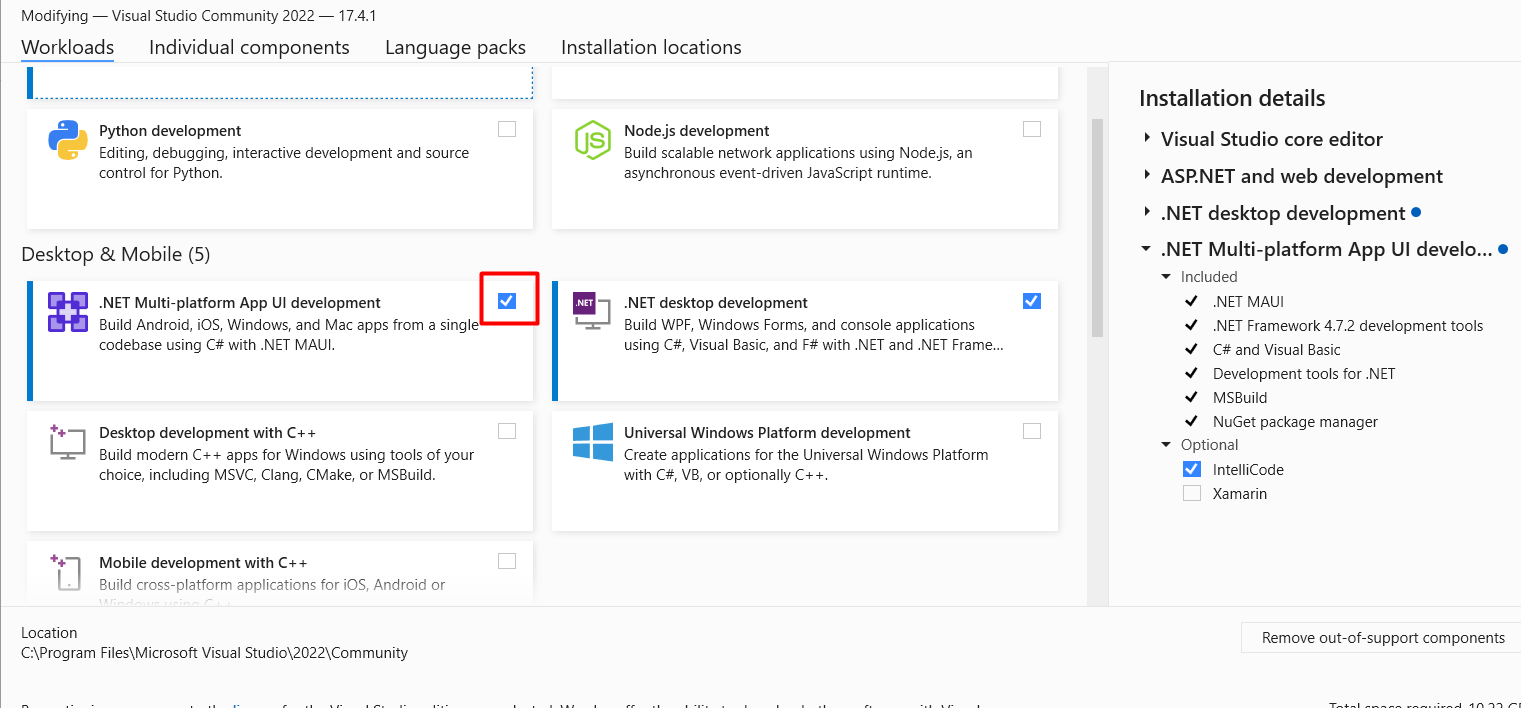 Modifying — Visual Studio Community 2022 — 17.4.1
Workloads Individual components Language packs Installation locations
Python development
Editing, debugging, interactive development and source
control for Python.
JS
Node.js development
Build scalable network applications using Node.js, an
asynchronous event-driven JavaScript runtime.
Desktop & Mobile (5)
.NET Multi-platform App UI development
Build Android, iOS, Windows, and Mac apps from a single
codebase using C# with .NET MAUI.
.NET
.NET desktop development
Build WPF, Windows Forms, and console applications
using C#, Visual Basic, and F# with .NET and .NET Frame...
Desktop development with C++
Build modern C++ apps for Windows using tools of your
choice, including MSVC, Clang, CMake, or MSBuild.
Universal Windows Platform development
Create applications for the Universal Windows Platform
with C#, VB, or optionally C++.
Mobile development with C++
Build cross-platform applications for iOS, Android or
Windows using C++.
Installation details
Visual Studio core editor
ASP.NET and web development
.NET desktop development
.NET Multi-platform App UI develo...
Included
.NET MAUI
.NET Framework 4.7.2 development tools
C# and Visual Basic
Development tools for .NET
MSBuild
NuGet package manager
Optional
IntelliCode
Xamarin
Location
C:\Program Files\Microsoft Visual Studio\2022\Community
Remove out-of-support components